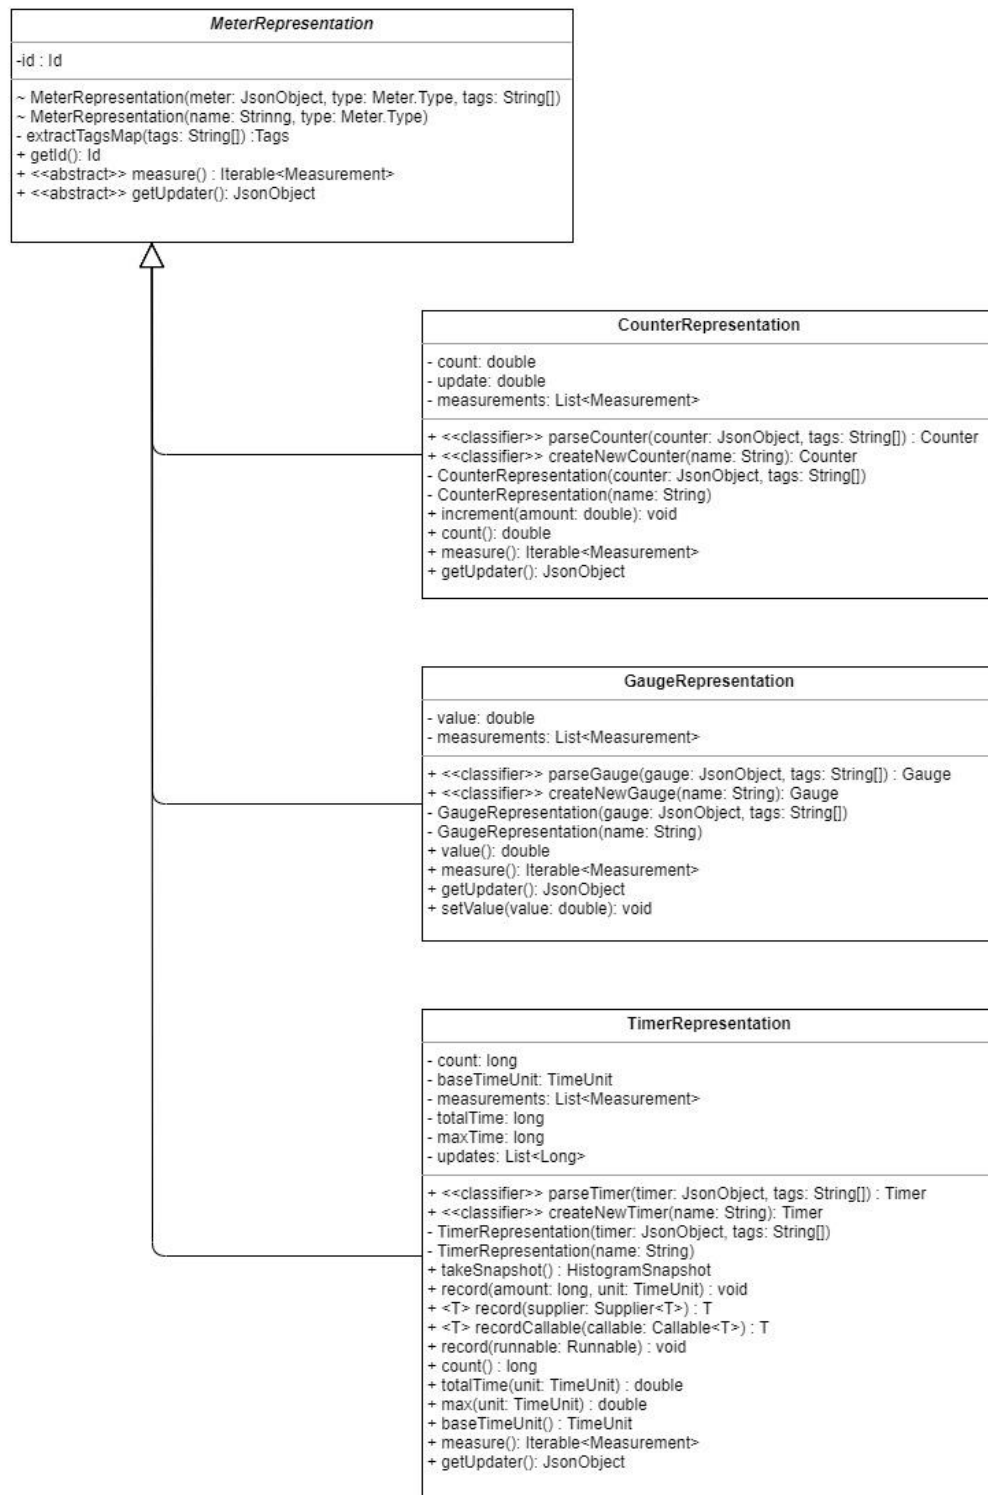 MeterRepresentation
-id : Id
~ MeterRepresentation(meter: JsonObject, type: Meter.Type, tags: String[])
~ MeterRepresentation(name: Strinng, type: Meter.Type)
- extractTagsMap(tags: String[]) :Tags
+ getId(): Id
+ <<abstract>> measure() : Iterable<Measurement>
+ <<abstract>> getUpdater(): JsonObject
CounterRepresentation
- count: double
- update: double
- measurements: List<Measurement>
+ <<classifier>> parseCounter(counter: JsonObject, tags: String[]) : Counter
+ <<classifier>> createNewCounter(name: String): Counter
- CounterRepresentation(counter: JsonObject, tags: String[])
- CounterRepresentation(name: String)
+ increment(amount: double): void
+ count(): double
+ measure(): Iterable<Measurement>
+ getUpdater(): JsonObject
GaugeRepresentation
- value: double
- measurements: List<Measurement>
+ <<classifier>> parseGauge(gauge: JsonObject, tags: String[]) : Gauge
+ <<classifier>> createNewGauge(name: String): Gauge
- GaugeRepresentation(gauge: JsonObject, tags: String[])
- GaugeRepresentation(name: String)
+ value(): double
+ measure(): Iterable<Measurement>
+ getUpdater(): JsonObject
+ setValue(value: double): void
TimerRepresentation
- count: long
- baseTimeUnit: TimeUnit
- measurements: List<Measurement>
- totalTime: long
- maxTime: long
- updates: List<Long>
+ <<classifier>> parseTimer(timer: JsonObject, tags: String[]) : Timer
+ <<classifier>> createNewTimer(name: String): Timer
- TimerRepresentation(timer: JsonObject, tags: String[])
- TimerRepresentation(name: String)
+ takeSnapshot() : HistogramSnapshot
+ record(amount: long, unit: TimeUnit) : void
+ <T> record(supplier: Supplier<T>) : T
+ <T> recordCallable(callable: Callable<T>) : T
+ record(runnable: Runnable) : void
+ count() : long
+ totalTime(unit: TimeUnit) : double
+ max(unit: TimeUnit) : double
+ baseTimeUnit() : TimeUnit
+ measure(): Iterable<Measurement>
+ getUpdater(): JsonObject